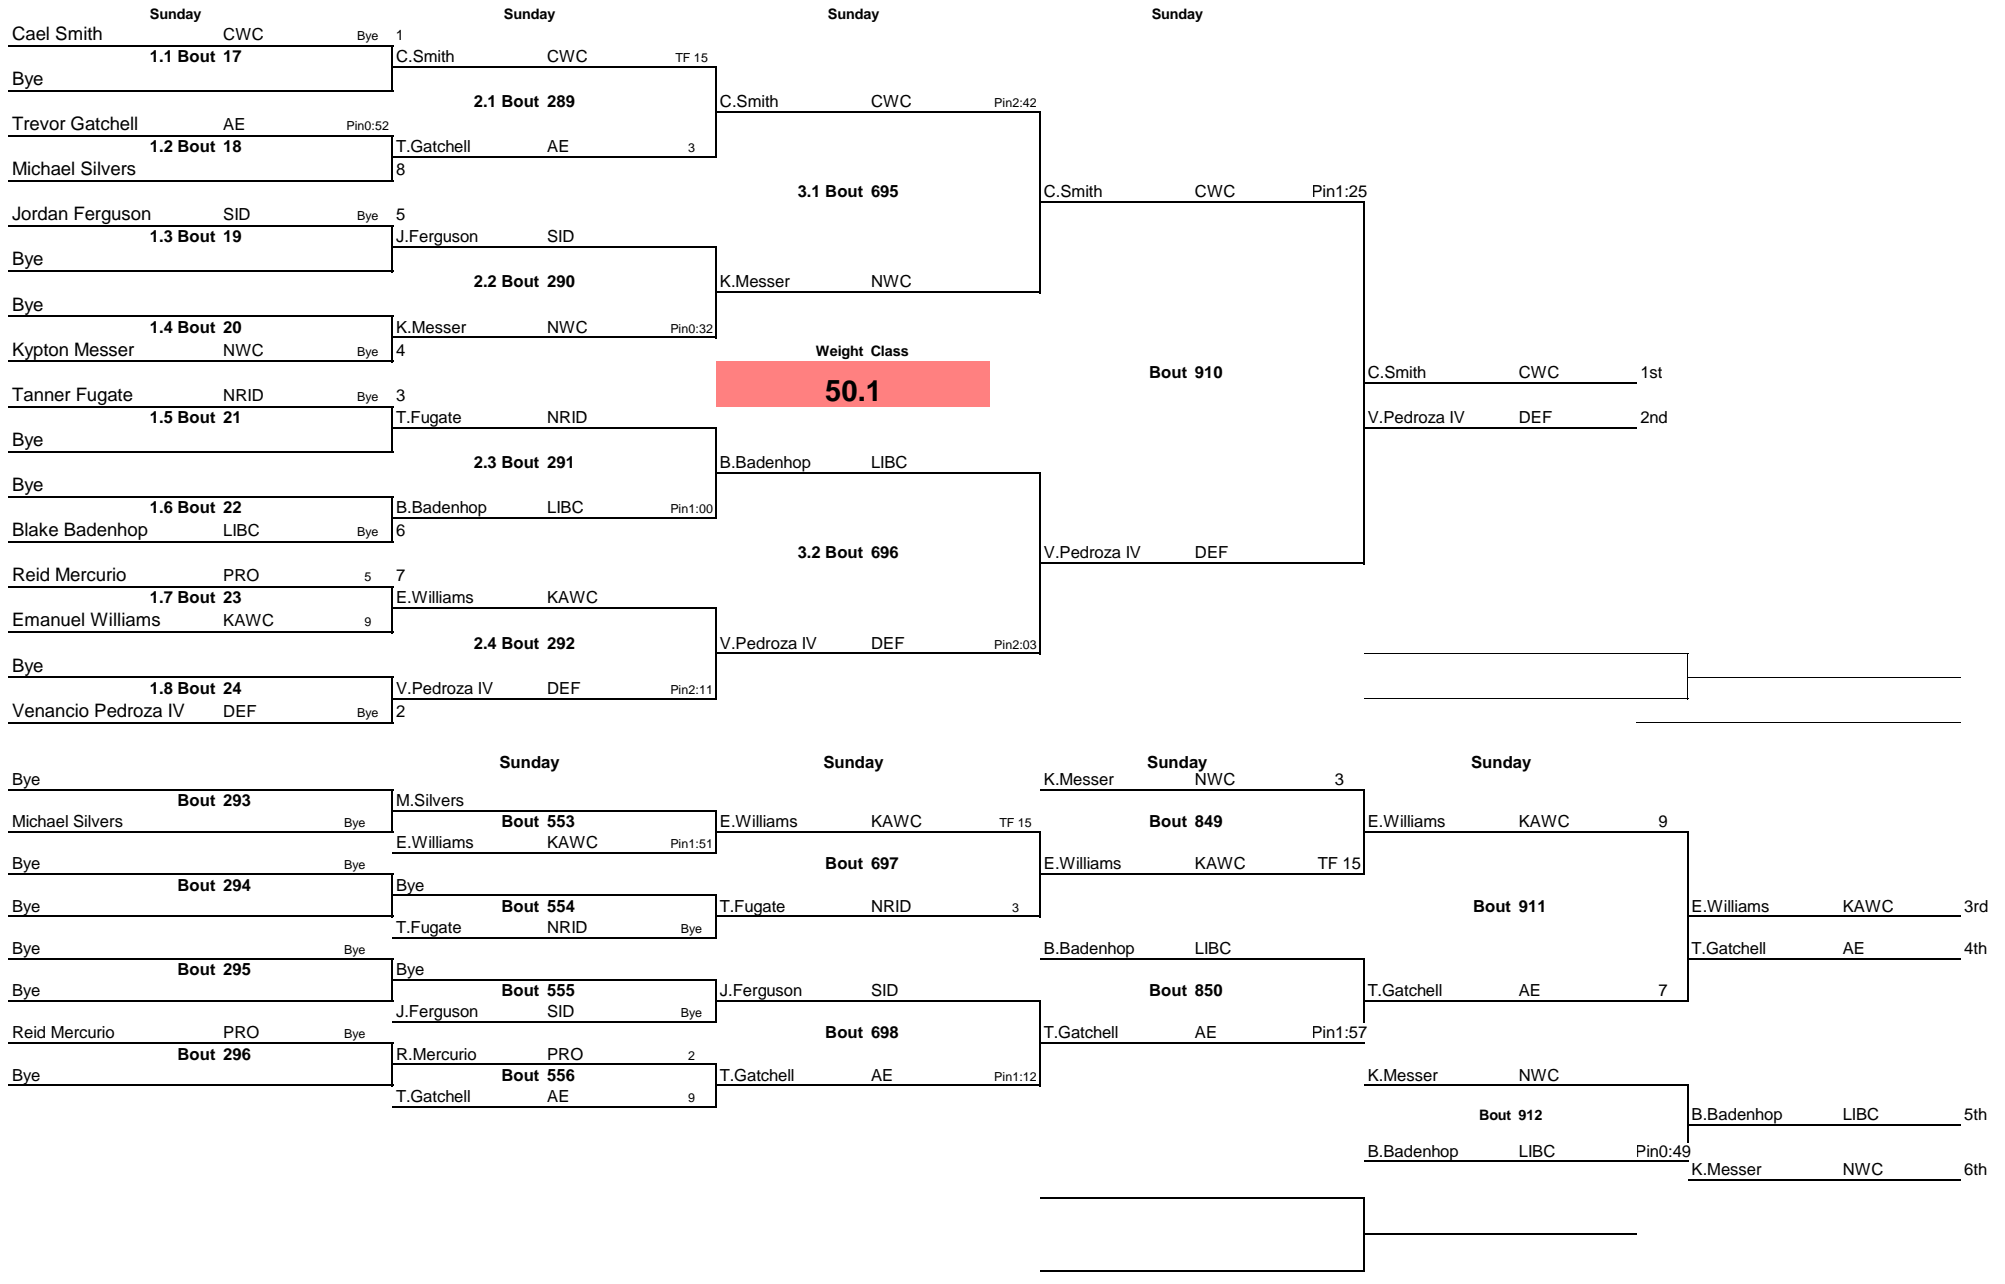 Sunday Sunday Sunday Sunday
Cael Smith CWC Bye 1
1.1 Bout 17 C.Smith CWC TF 15
Bye
2.1 Bout 289 C.Smith CWC Pin2:42
Trevor Gatchell AE Pin0:52
1.2 Bout 18 T.Gatchell AE 3
Michael Silvers 8
3.1 Bout 695 C.Smith CWC Pin1:25
Jordan Ferguson SID Bye 5
1.3 Bout 19 J.Ferguson SID
Bye
2.2 Bout 290 K.Messer NWC
Bye
1.4 Bout 20 K.Messer NWC Pin0:32
Kypton Messer NWC Bye 4 Weight Class
Bout 910 C.Smith CWC 1st
50.1
Tanner Fugate NRID Bye 3
1.5 Bout 21 T.Fugate NRID V.Pedroza IV DEF 2nd
Bye
2.3 Bout 291 B.Badenhop LIBC
Bye
1.6 Bout 22 B.Badenhop LIBC Pin1:00
Blake Badenhop LIBC Bye 6
3.2 Bout 696 V.Pedroza IV DEF
Reid Mercurio PRO 5 7
1.7 Bout 23 E.Williams KAWC
Emanuel Williams KAWC 9
2.4 Bout 292 V.Pedroza IV DEF Pin2:03
Bye
1.8 Bout 24 V.Pedroza IV DEF Pin2:11
Venancio Pedroza IV DEF Bye 2
Sunday Sunday Sunday Sunday
Bye K.Messer NWC 3
Bout 293 M.Silvers
Michael Silvers Bye Bout 553 E.Williams KAWC TF 15 Bout 849 E.Williams KAWC 9
E.Williams KAWC Pin1:51
Bye Bye Bout 697 E.Williams KAWC TF 15
Bout 294 Bye
Bye Bout 554 T.Fugate NRID 3 Bout 911 E.Williams KAWC 3rd
T.Fugate NRID Bye
Bye Bye B.Badenhop LIBC T.Gatchell AE 4th
Bout 295 Bye
Bye Bout 555 J.Ferguson SID Bout 850 T.Gatchell AE 7
J.Ferguson SID Bye
Reid Mercurio PRO Bye Bout 698 T.Gatchell AE Pin1:57
Bout 296 R.Mercurio PRO 2
Bye Bout 556 T.Gatchell AE Pin1:12 K.Messer NWC
T.Gatchell AE 9
Bout 912 B.Badenhop LIBC 5th
B.Badenhop LIBC Pin0:49
K.Messer NWC 6th